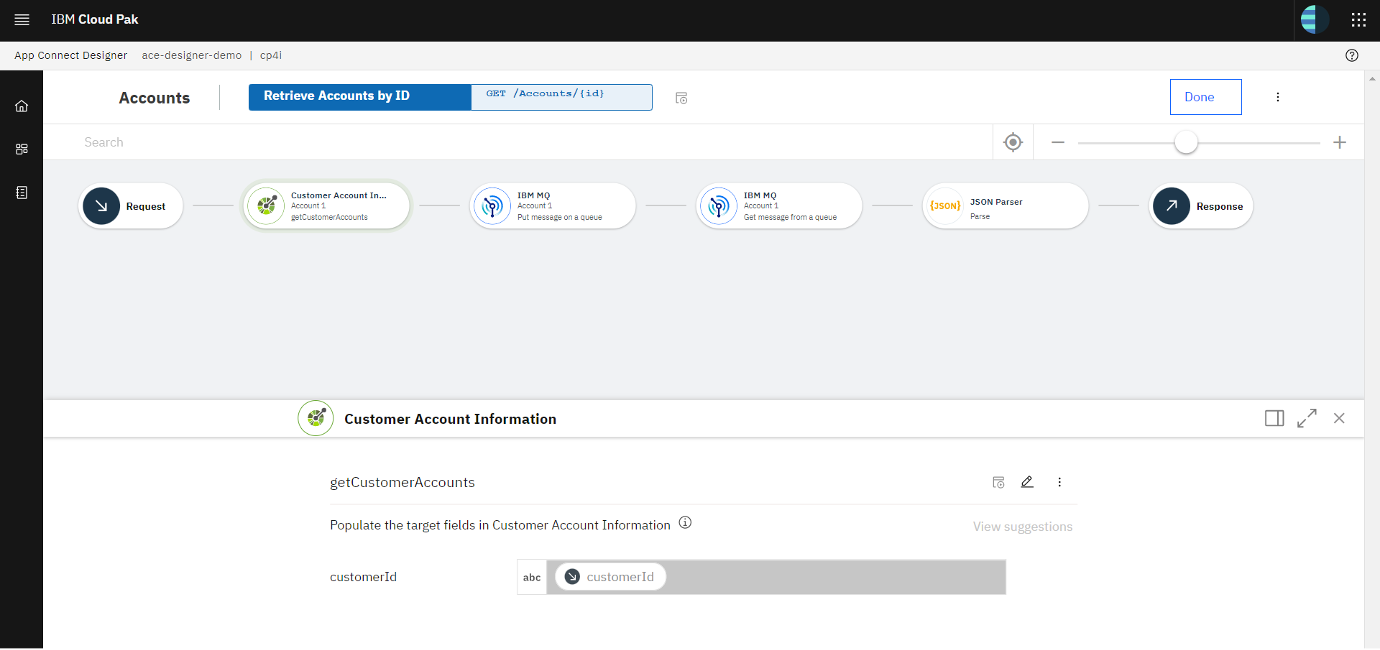 IBM Cloud Pak
App Connect Designer ace-designer-demo | cp4i
Accounts Retrieve Accounts by ID GET /Accounts/{id} Done
Search
Request
Customer Account In...
Account 1
getCustomerAccounts
IBM MQ
Account 1
Put message on a queue
IBM MQ
Account 1
Get message from a queue
{JSON}
JSON Parser
Parse
Response
Customer Account Information
getCustomerAccounts
Populate the target fields in Customer Account Information View suggestions
customerId abc customerId